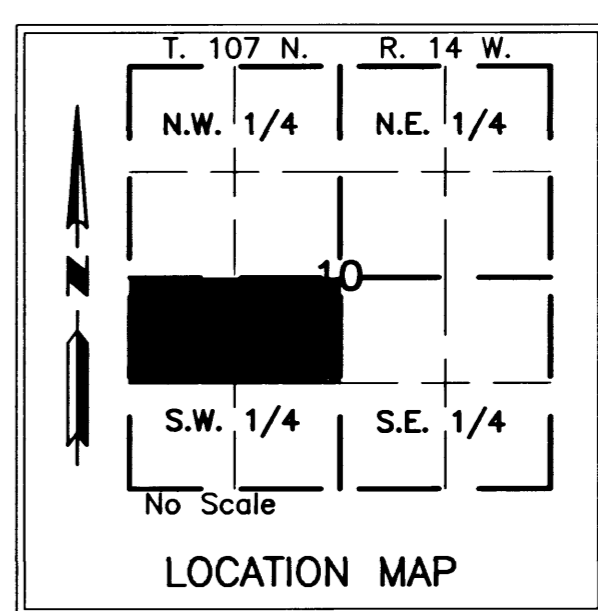 T. 107 N. R. 14 W.
N.W. 1/4 N.E. 1/4
N
10
S.W. 1/4 S.E. 1/4
No Scale
LOCATION MAP